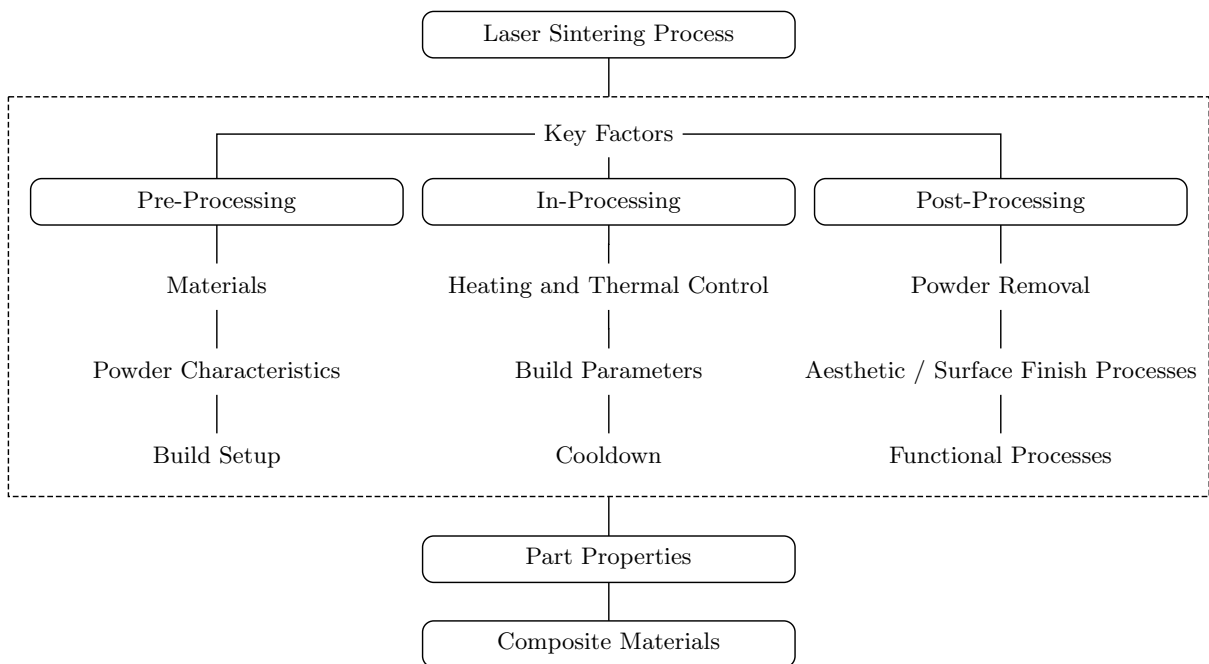 Laser Sintering Process
Key Factors
Pre-Processing
In-Processing
Post-Processing
Materials
Heating and Thermal Control
Powder Removal
Powder Characteristics
Build Parameters
Aesthetic / Surface Finish Processes
Build Setup
Cooldown
Functional Processes
Part Properties
Composite Materials